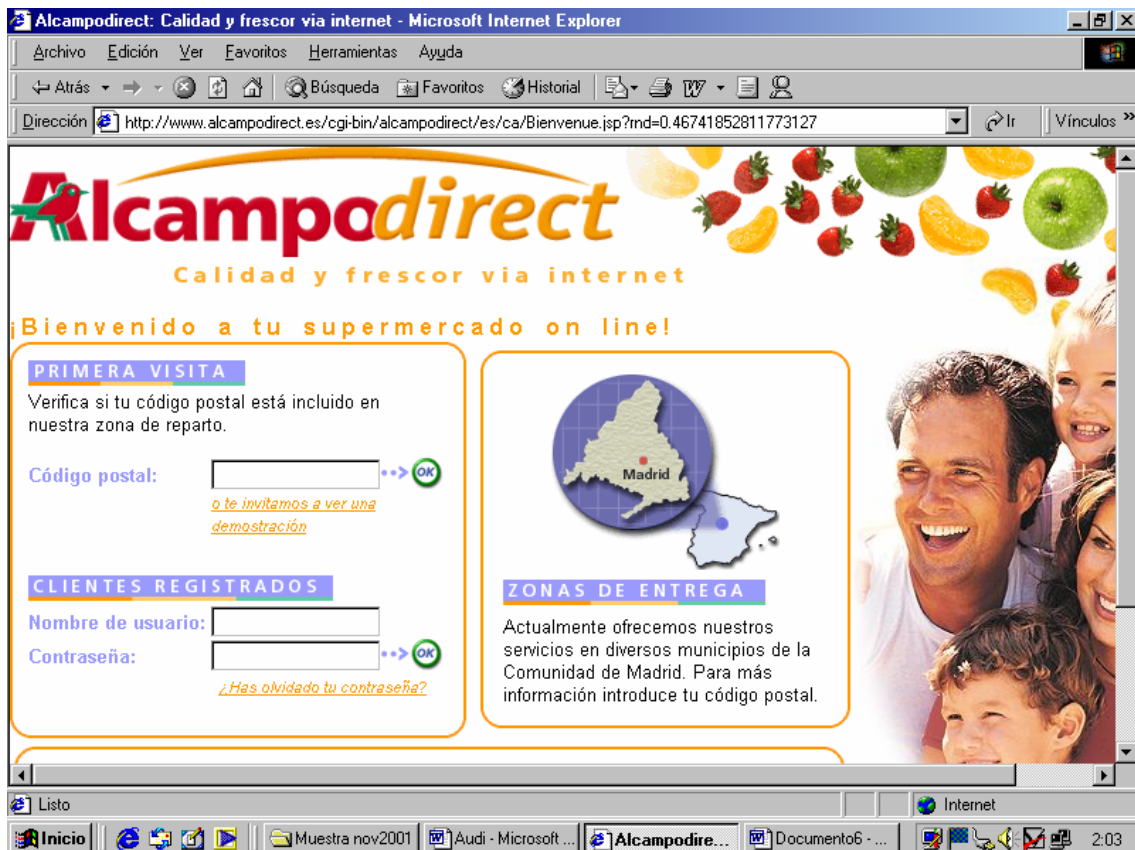 Alcampodirect: Calidad y frescor via internet - Microsoft Internet Explorer
Archivo Edición Ver Favoritos Herramientas Ayuda
Atrás Búsqueda Favoritos Historial
Dirección http://www.alcampodirect.es/cgi-bin/alcampodirect/es/ca/Bienvenue.jsp?rnd=0.46741852811773127 Ir Vínculos »
Alcampodirect
Calidad y frescor via internet
¡Bienvenido a tu supermercado on line!
PRIMERA VISITA
Verifica si tu código postal está incluido en
nuestra zona de reparto.
Código postal: OK
o te invitamos a ver una
demostración
CLIENTES REGISTRADOS
Nombre de usuario:
Contraseña: OK
¿Has olvidado tu contraseña?
Madrid
ZONAS DE ENTREGA
Actualmente ofrecemos nuestros
servicios en diversos municipios de la
Comunidad de Madrid. Para más
información introduce tu código postal.
Listo Internet
Inicio Muestra nov2001 Audi - Microsoft ... Alcampodire... Documento6 - ... 2:03